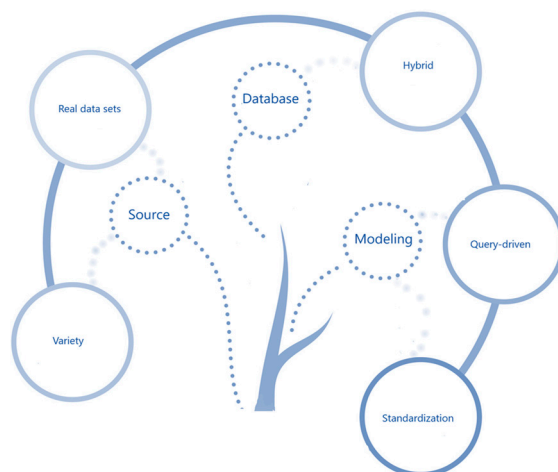 Hybrid
Database
Real data sets
Source
Modeling
Query-driven
Variety
Standardization